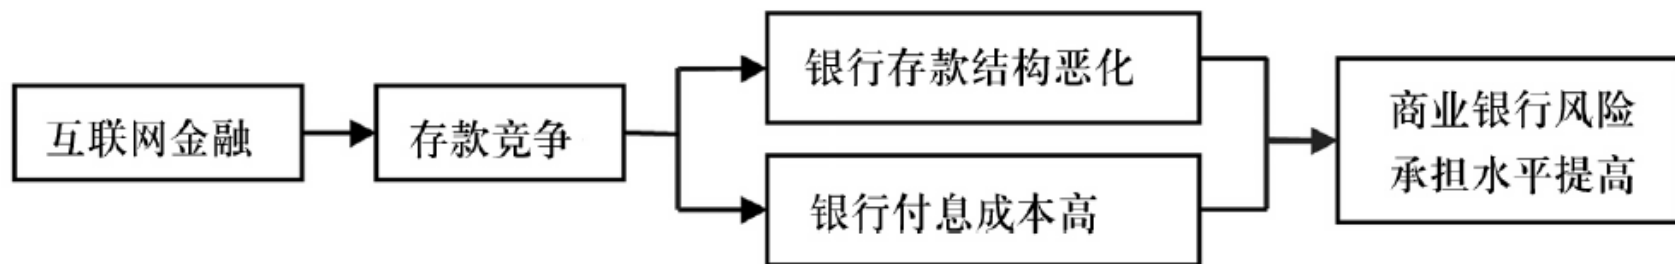 互联网金融
存款竞争
银行存款结构恶化
银行付息成本高
商业银行风险
承担水平提高